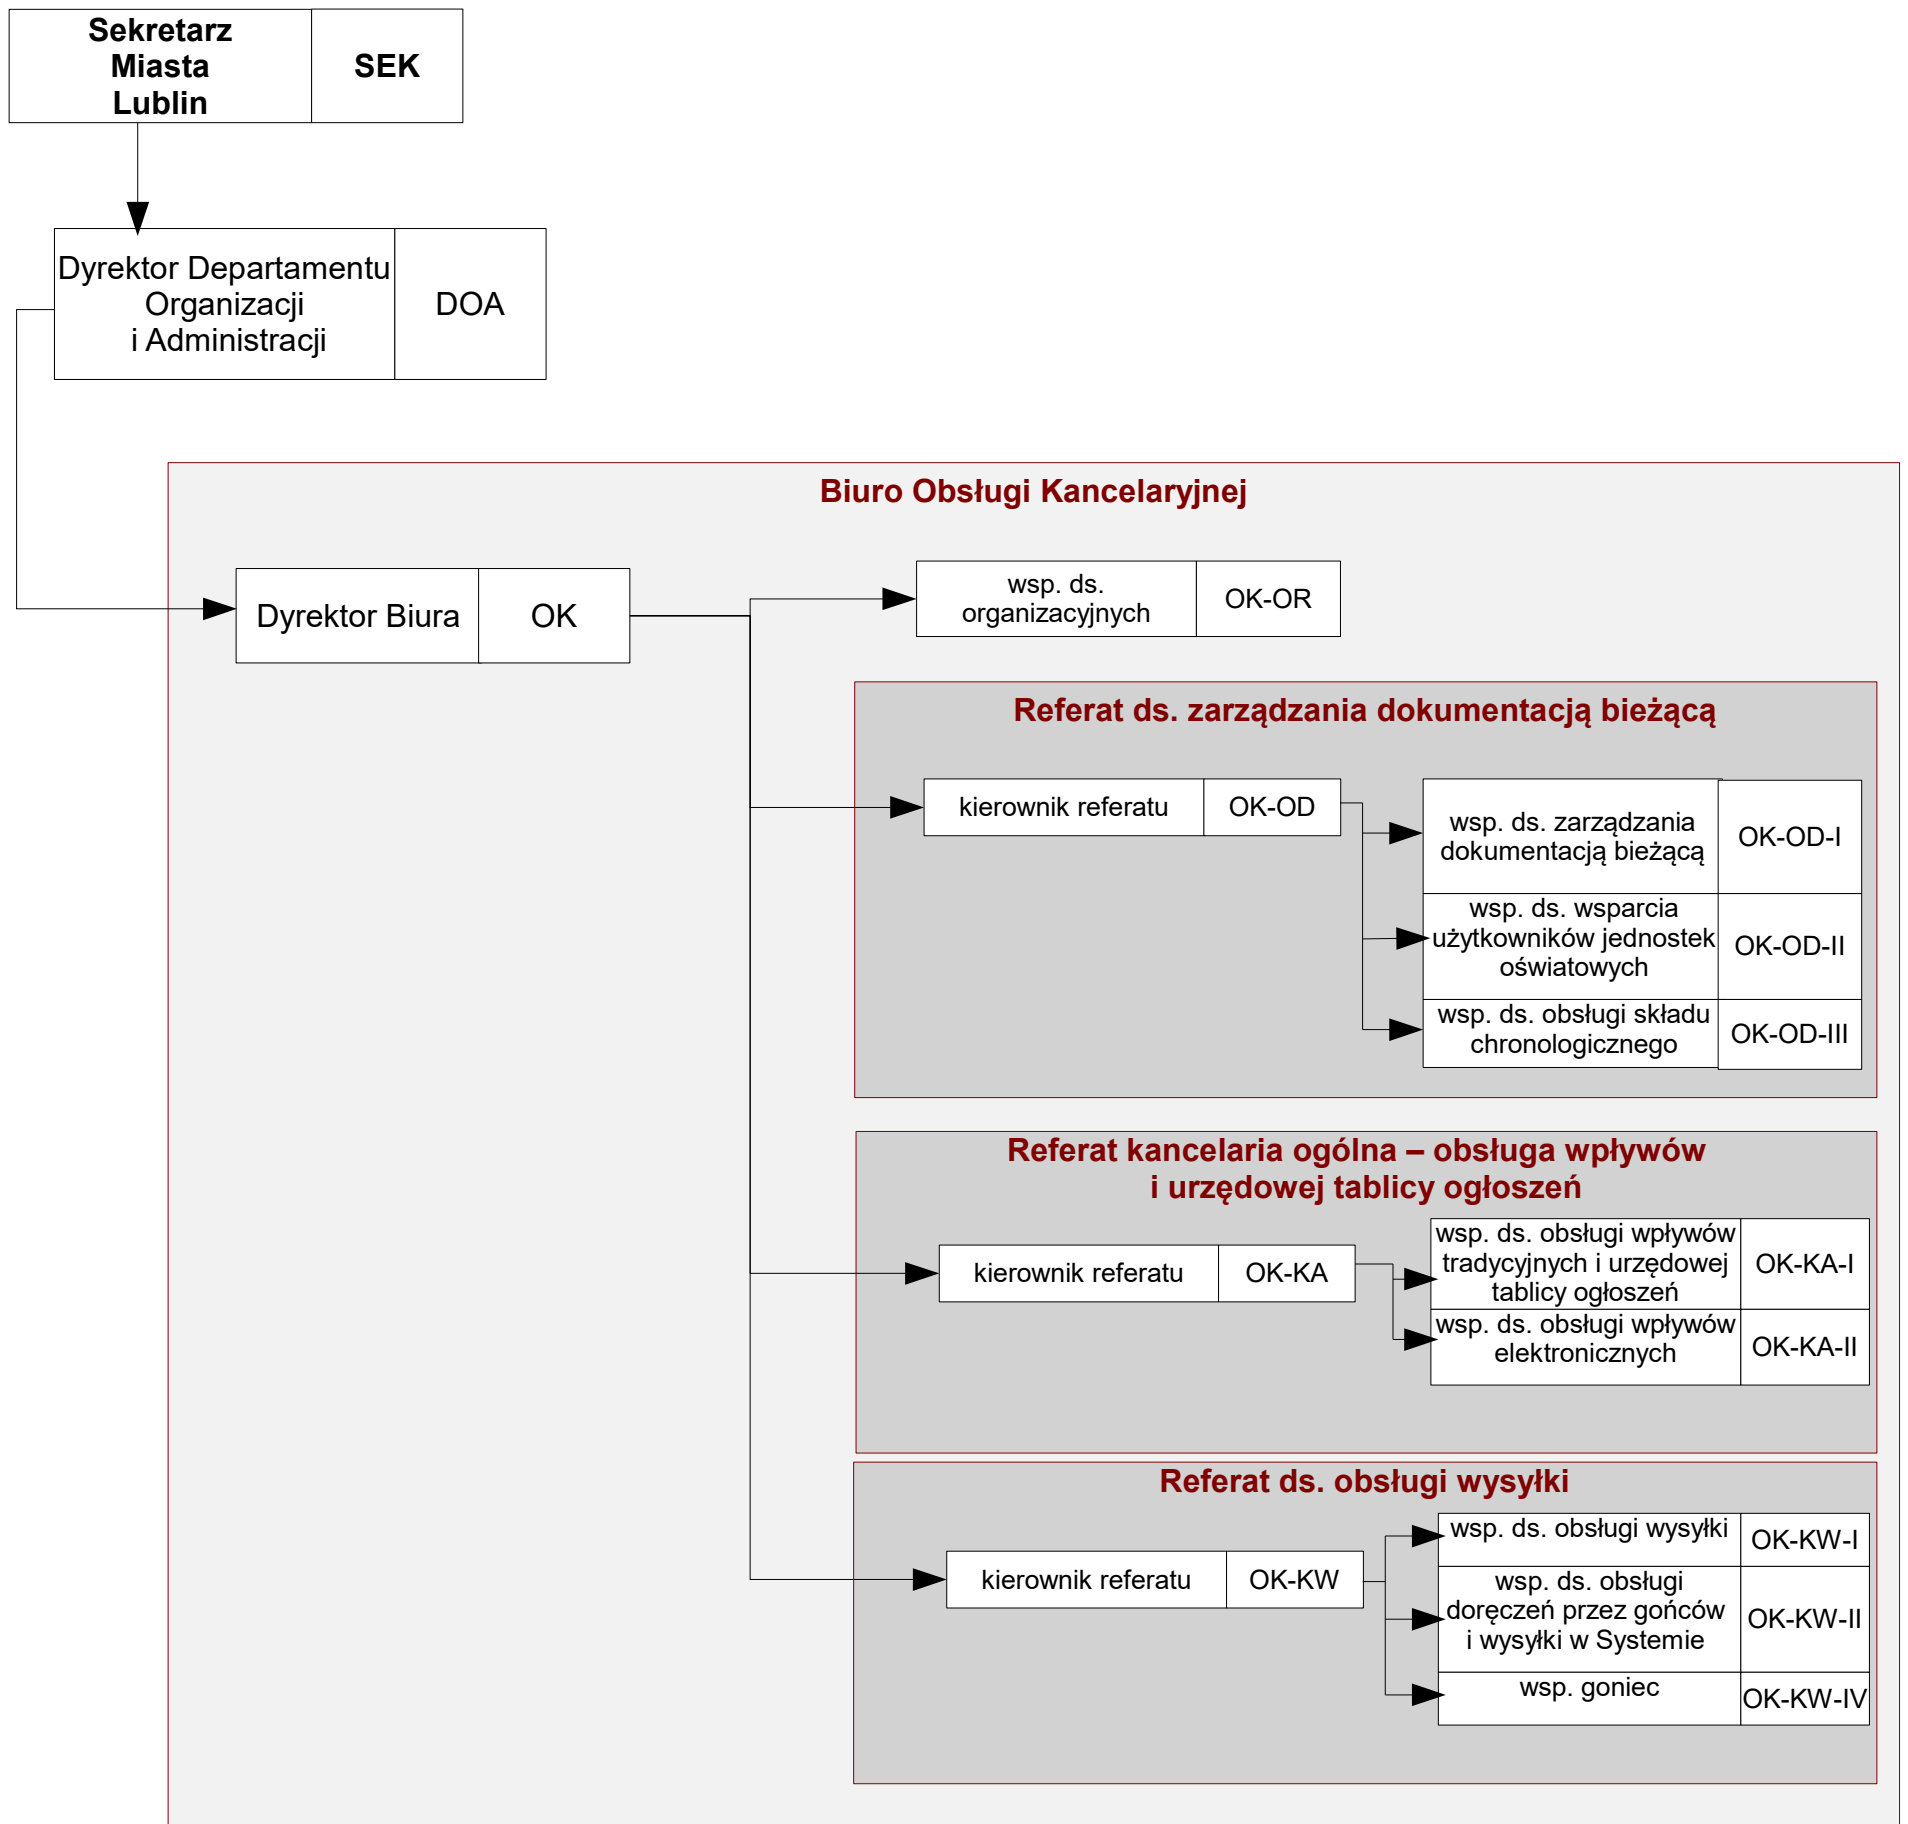 Sekretarz
Miasta
Lublin
SEK
Dyrektor Departamentu
Organizacji
i Administracji
DOA
Biuro Obsługi Kancelaryjnej
Dyrektor Biura
OK
wsp. ds.
organizacyjnych
OK-OR
Referat ds. zarządzania dokumentacją bieżącą
kierownik referatu
OK-OD
wsp. ds. zarządzania
dokumentacją bieżącą
OK-OD-I
wsp. ds. wsparcia
użytkowników jednostek
oświatowych
OK-OD-II
wsp. ds. obsługi składu
chronologicznego
OK-OD-III
Referat kancelaria ogólna – obsługa wpływów
i urzędowej tablicy ogłoszeń
kierownik referatu
OK-KA
wsp. ds. obsługi wpływów
tradycyjnych i urzędowej
tablicy ogłoszeń
OK-KA-I
wsp. ds. obsługi wpływów
elektronicznych
OK-KA-II
Referat ds. obsługi wysyłki
kierownik referatu
OK-KW
wsp. ds. obsługi wysyłki
OK-KW-I
wsp. ds. obsługi
doręczeń przez gońców
i wysyłki w Systemie
OK-KW-II
wsp. goniec
OK-KW-IV